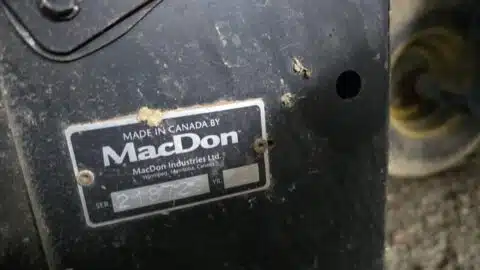 MADE IN CANADA BY
MacDon
MacDon Industries Ltd.
Winnipeg, Manitoba, Canada
SER.
YR.